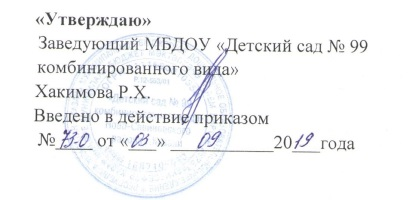 «Утверждаю»
Заведующий МБДОУ «Детский сад № 99
комбинированного вида»
Хакимова Р.Х.
Введено в действие приказом
№ 73-О от «03» 09 2019 года